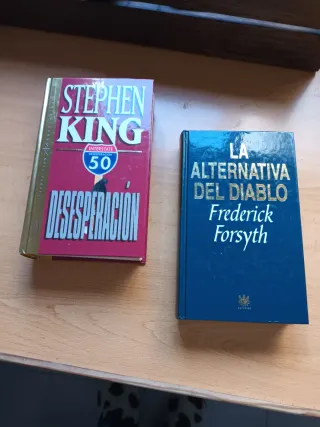 STEPHEN
KING
INTERSTATE
50
DESESPERACIÓN
LA
ALTERNATIVA
DEL DIABLO
Frederick
Forsyth